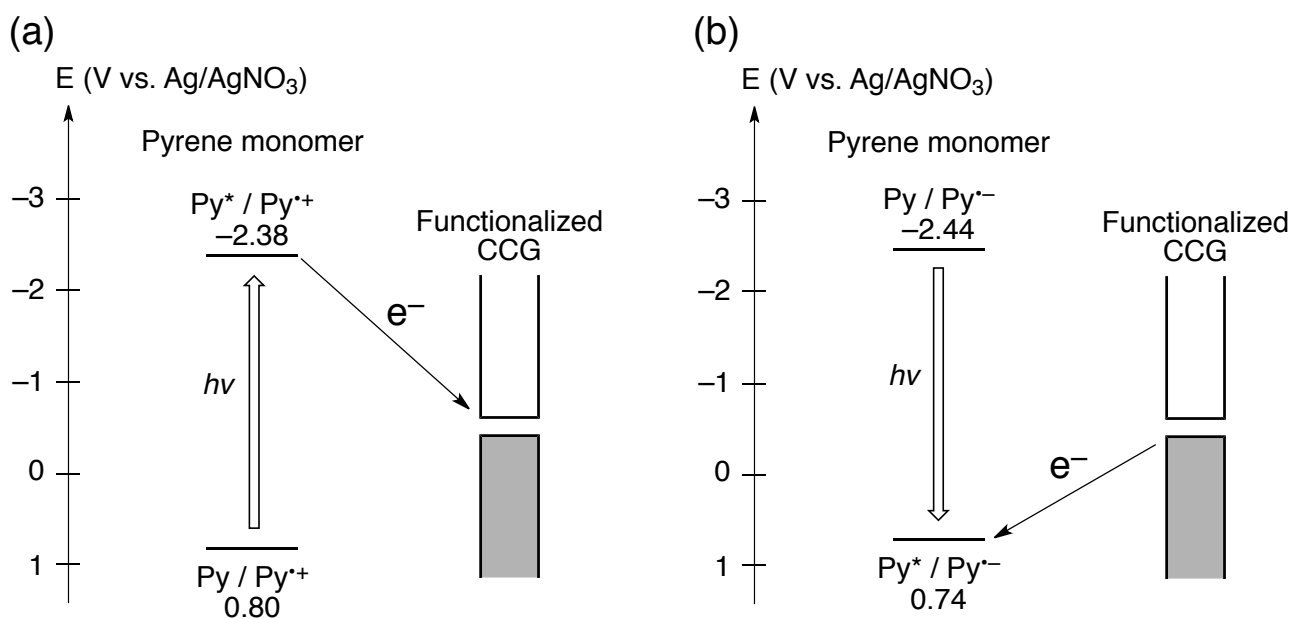 (a)
E (V vs. Ag/AgNO₃)
Pyrene monomer
–3
–2
–1
0
1
Py* / Py•+
–2.38
hν
Py / Py•+
0.80
e–
Functionalized
CCG
(b)
E (V vs. Ag/AgNO₃)
Pyrene monomer
–3
–2
–1
0
1
Py / Py•–
–2.44
hν
Py* / Py•–
0.74
e–
Functionalized
CCG